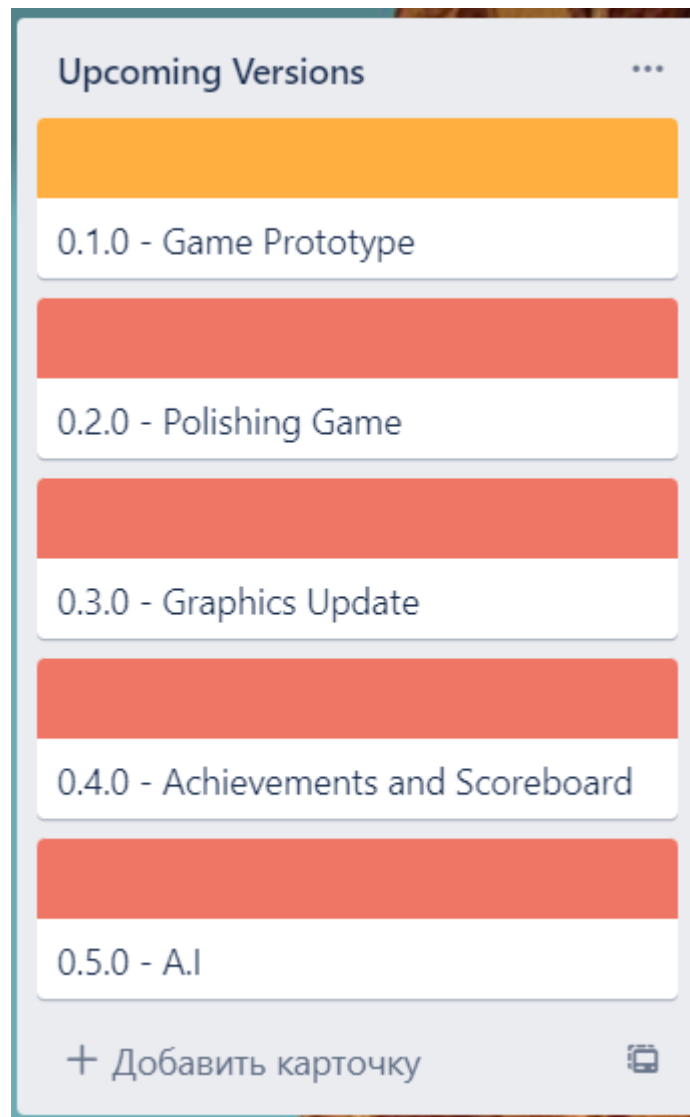 Upcoming Versions
0.1.0 - Game Prototype
0.2.0 - Polishing Game
0.3.0 - Graphics Update
0.4.0 - Achievements and Scoreboard
0.5.0 - A.I
+ Добавить карточку